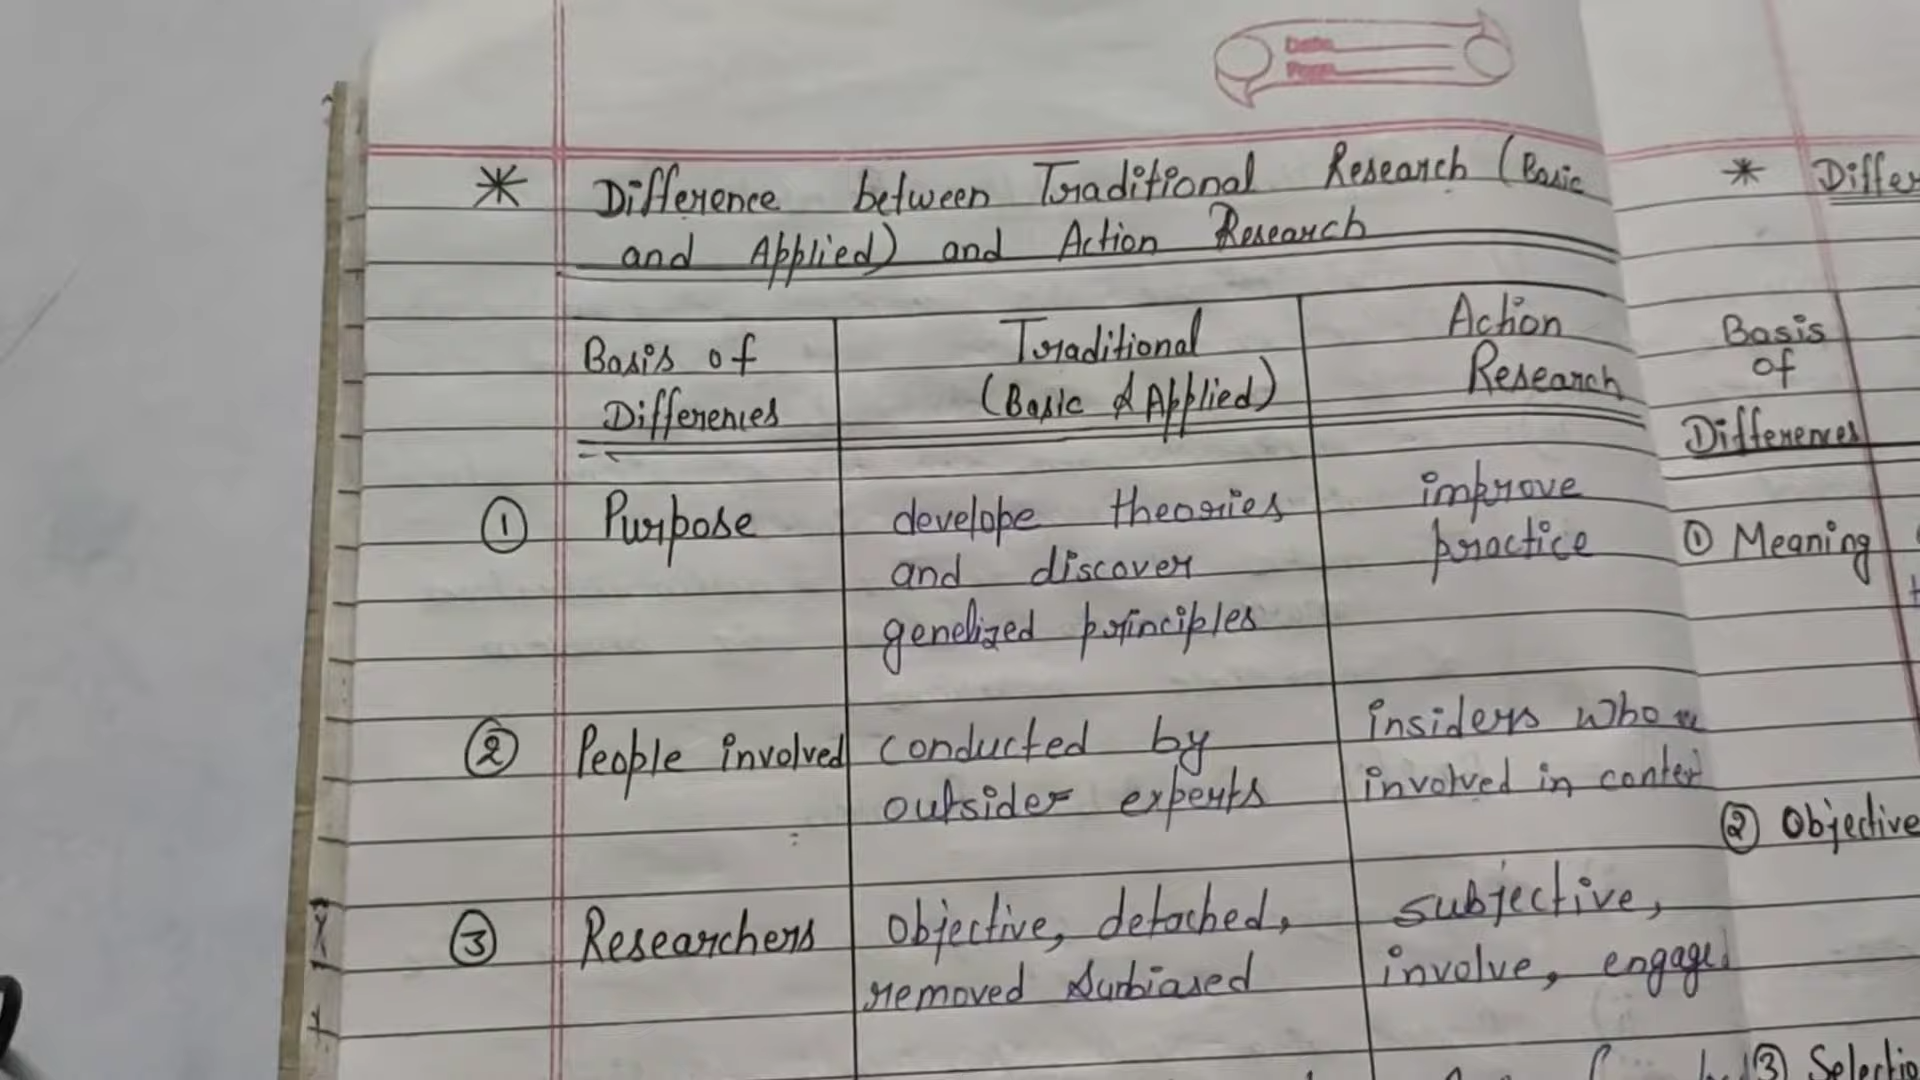 Date
Page
* Difference between Traditional Research (Basic
and Applied) and Action Research
Basis of
Differences
Traditional
(Basic & Applied)
Action
Research
① Purpose
develope theories
and discover
genelized principles
improve
practice
② People involved
conducted by
outsider experts
insiders who
involved in contex
③ Researchers
Objective, detached,
removed & unbiased
subjective,
involve, engage
* Differ
Basis
of
Differences
① Meaning
② Objective
③ Selectio